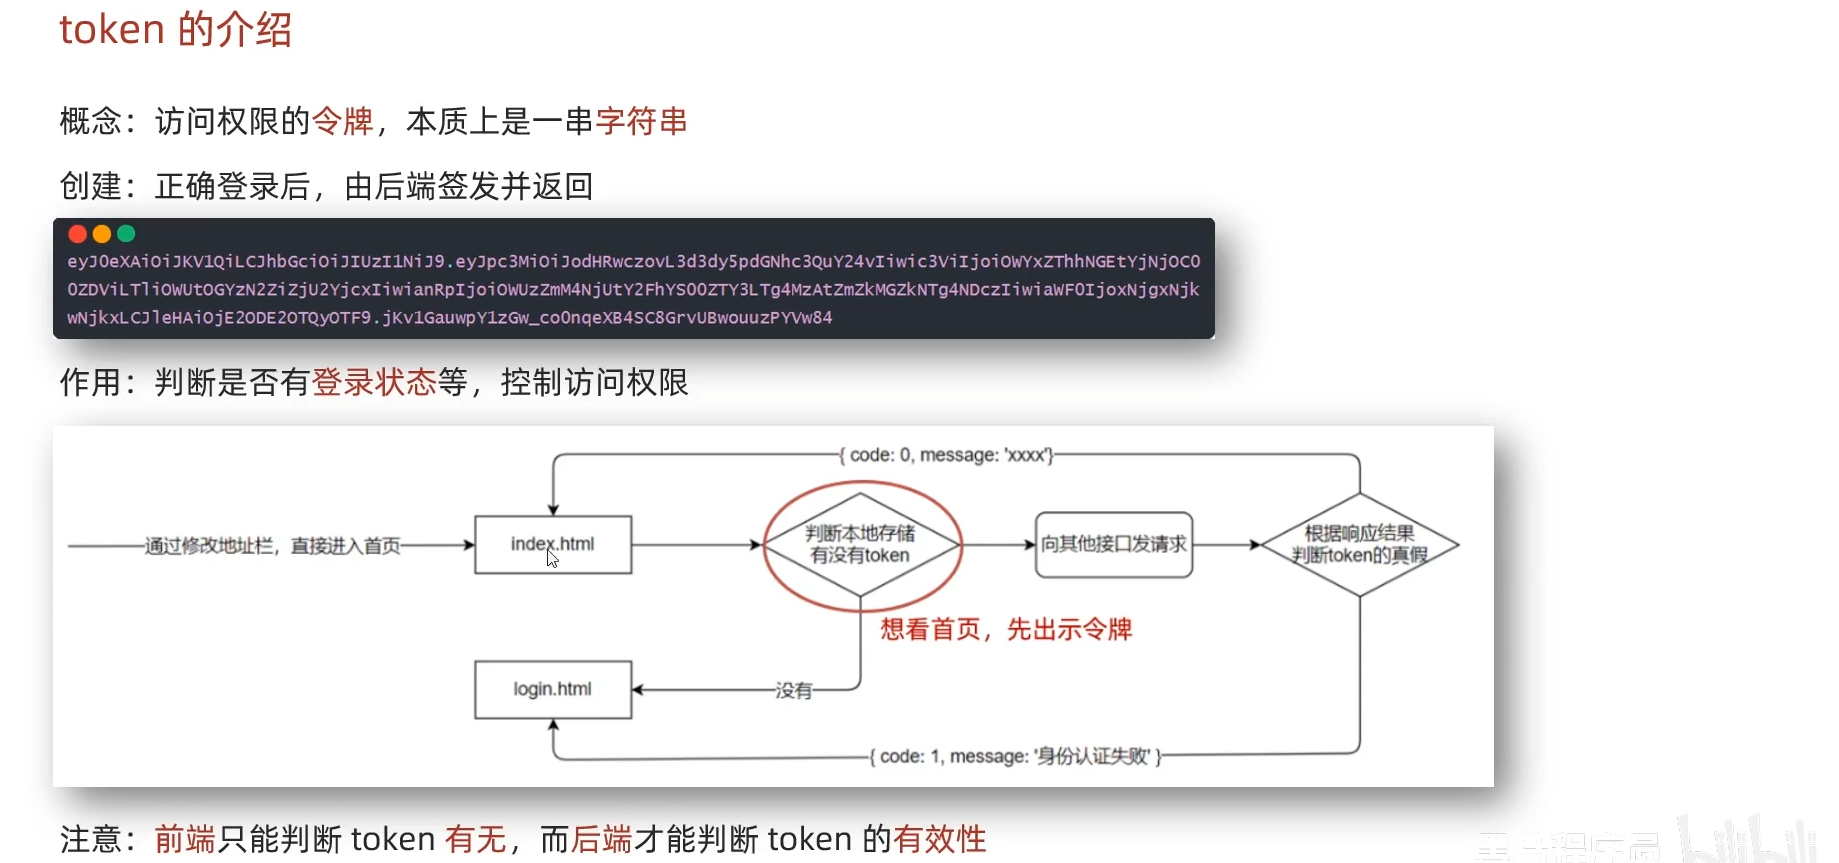 token 的介绍
概念：访问权限的令牌，本质上是一串字符串
创建：正确登录后，由后端签发并返回
eyJ0eXAiOiJKV1QiLCJhbGciOiJIUzI1NiJ9.eyJpc3MiOiJodHRwczovL3d3dy5pdGNhc3QuY24vIiwic3ViIjoiOWYxZThhNGEtYjNjOC0
0ZDViLTliOWUtOGYzN2ZiZjU2YjcxIiwianRpIjoiOWUzZmM4NjUtY2FhYS00ZTY3LTg4MzAtZmZkMGZkNTg4NDczIiwiaWF0IjoxNjgxNjk
wNjkxLCJleHAiOjE2ODE2OTQyOTF9.jKv1GauwpY1zGw_co0nqeXB4SC8GrvUBwouuzPYVw84
作用：判断是否有登录状态等，控制访问权限
{ code: 0, message: 'xxxx'}
通过修改地址栏，直接进入首页
index.html
判断本地存储
有没有token
向其他接口发请求
根据响应结果
判断token的真假
想看首页，先出示令牌
login.html
没有
{ code: 1, message: '身份认证失败' }
注意：前端只能判断 token 有无，而后端才能判断 token 的有效性